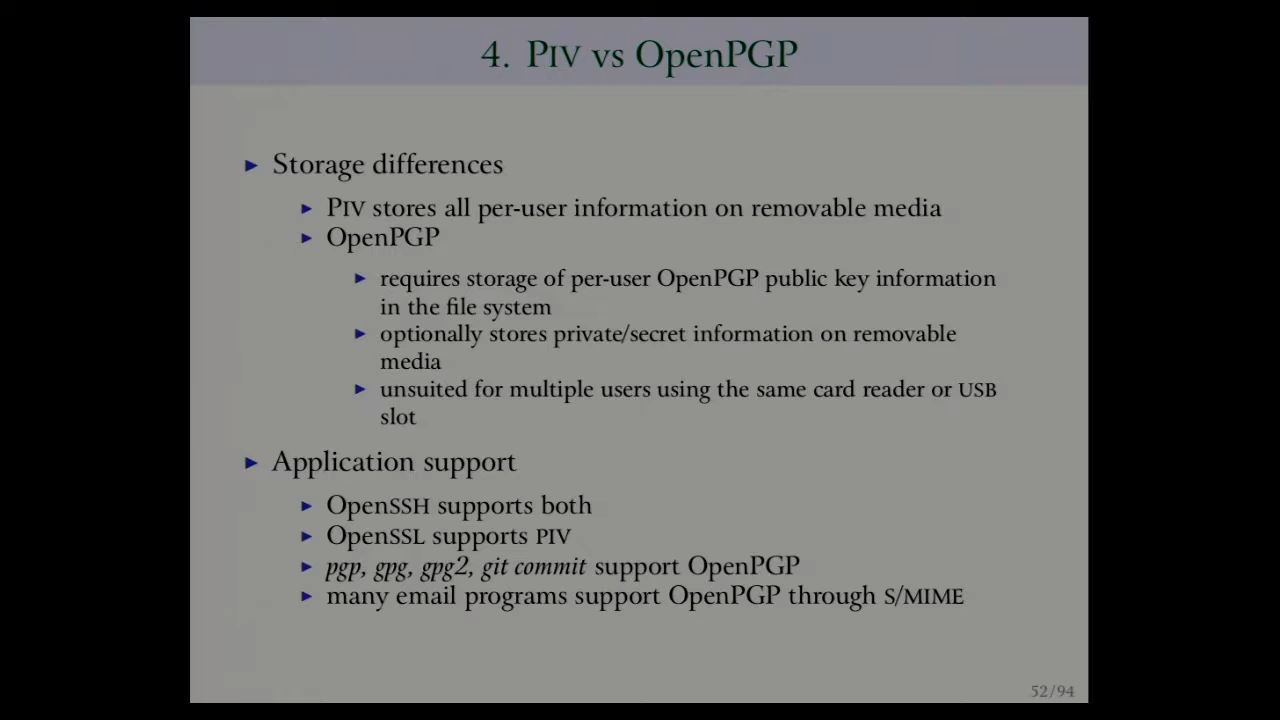 4. PIV vs OpenPGP
▶ Storage differences
▶ PIV stores all per-user information on removable media
▶ OpenPGP
▶ requires storage of per-user OpenPGP public key information
in the file system
▶ optionally stores private/secret information on removable
media
▶ unsuited for multiple users using the same card reader or USB
slot
▶ Application support
▶ OpenSSH supports both
▶ OpenSSL supports PIV
▶ pgp, gpg, gpg2, git commit support OpenPGP
▶ many email programs support OpenPGP through S/MIME
52/94